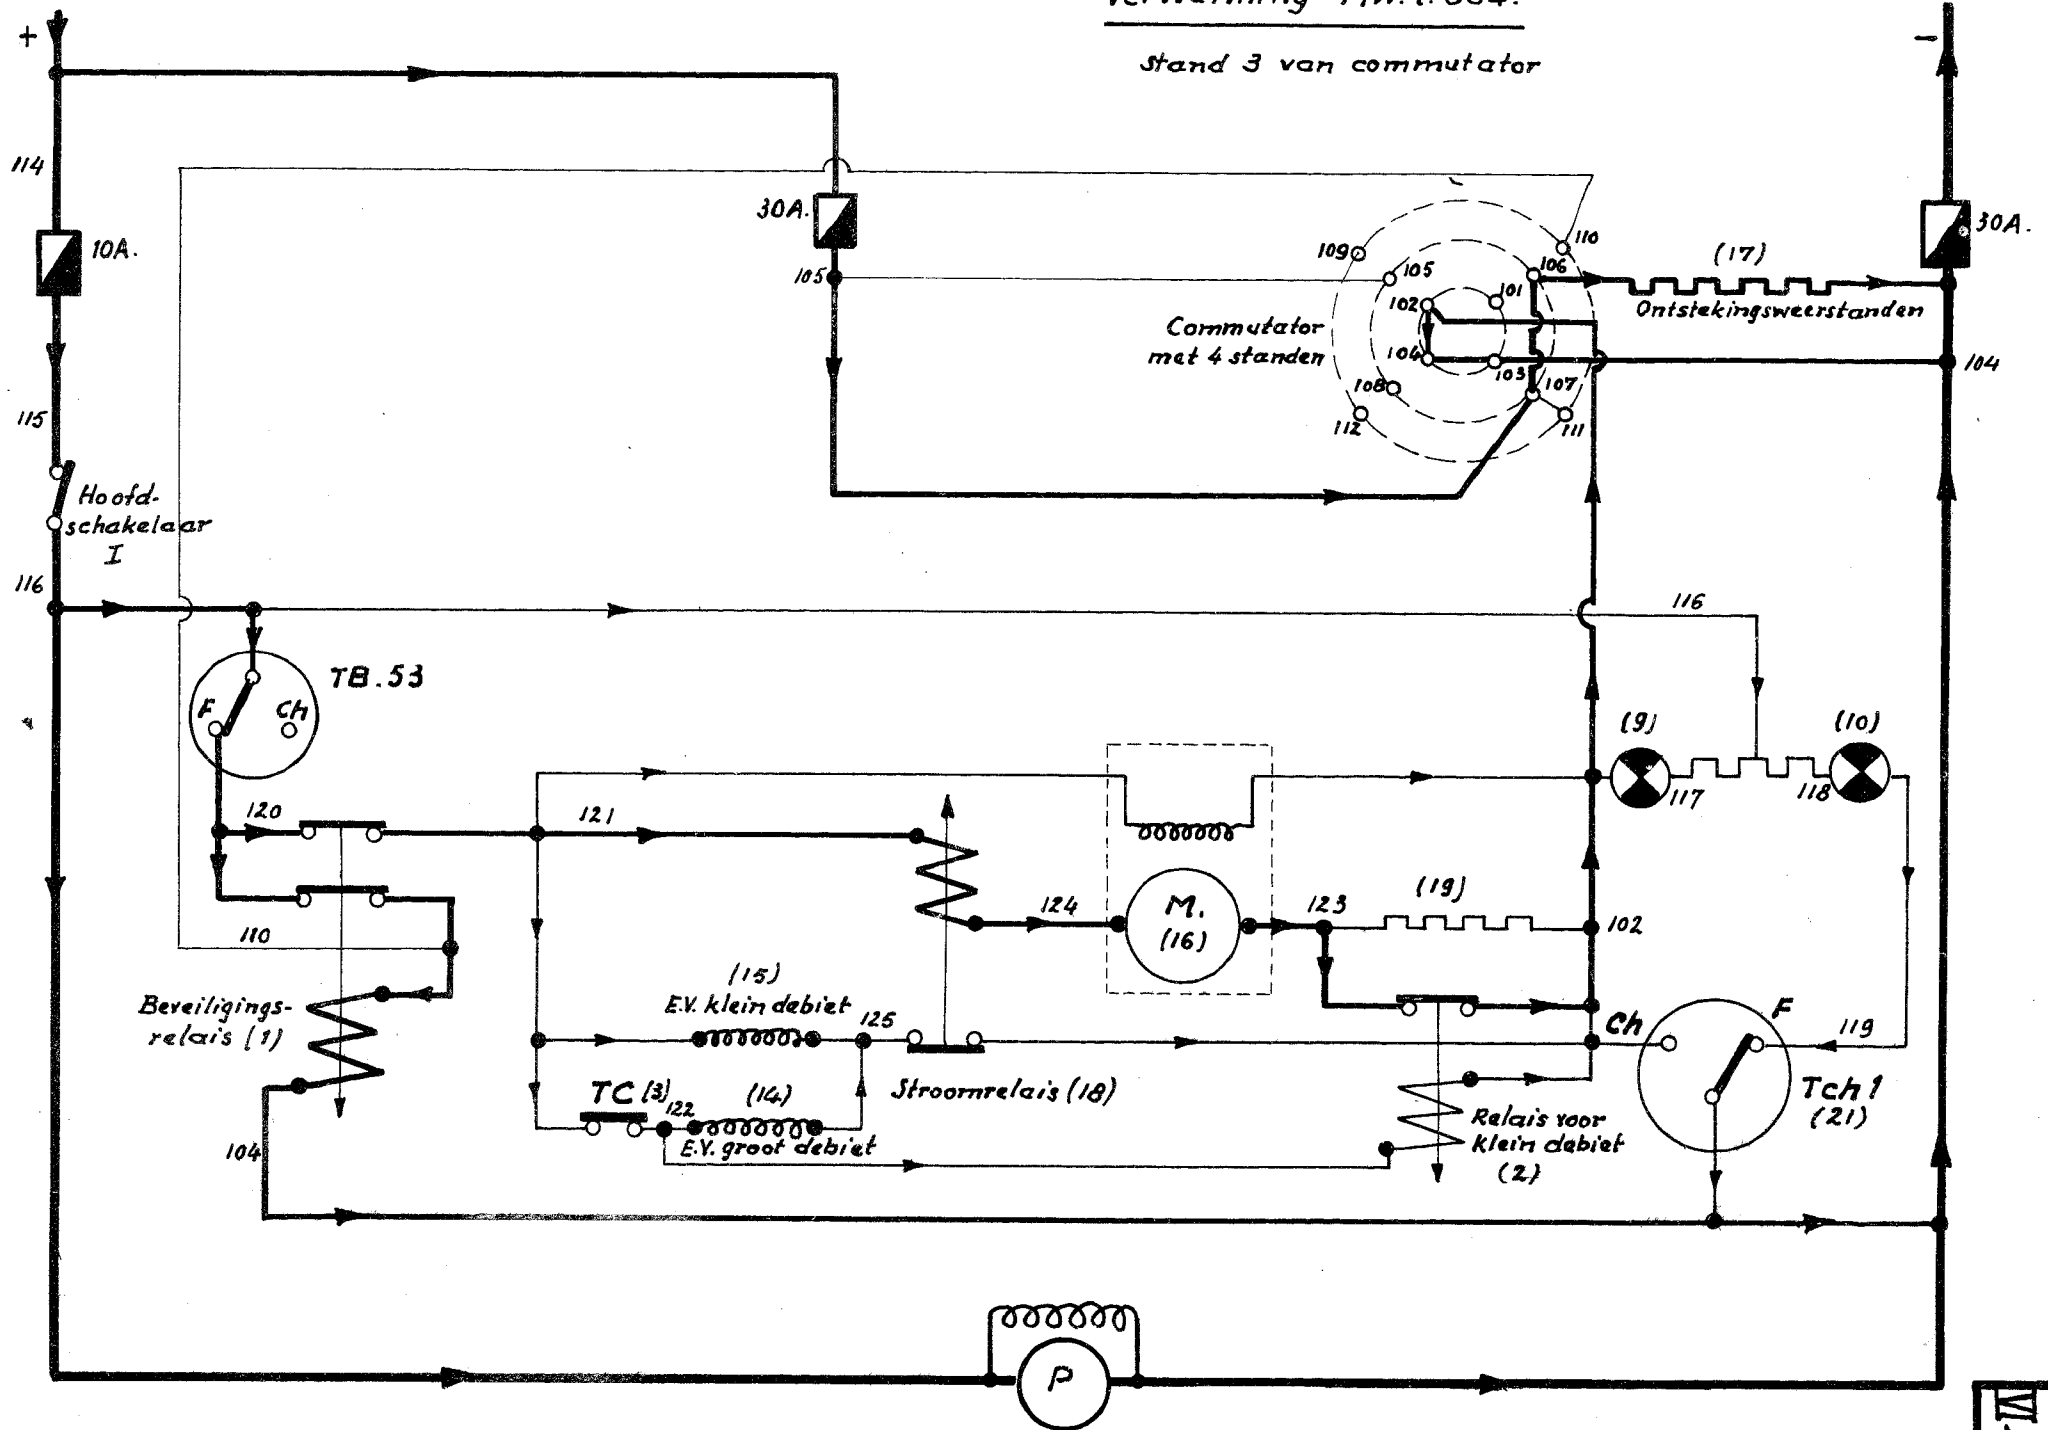 stand 3 van commutator
+
-
114
10A.
30A.
30A.
105
109
110
105
106
(17)
102
101
Ontstekingsweerstanden
Commutator
met 4 standen
104
103
107
104
108
112
111
115
Hoofd-
schakelaar
I
116
116
TB.53
F
Ch
(9)
(10)
117
118
120
121
124
M.
(16)
123
(19)
102
110
Beveiligings-
relais (1)
(15)
E.V. klein debiet
125
Ch
F
119
TC (3)
122
(14)
E.V. groot debiet
Stroomrelais (18)
Relais voor
klein debiet
(2)
Tch 1
(21)
104
P
VI